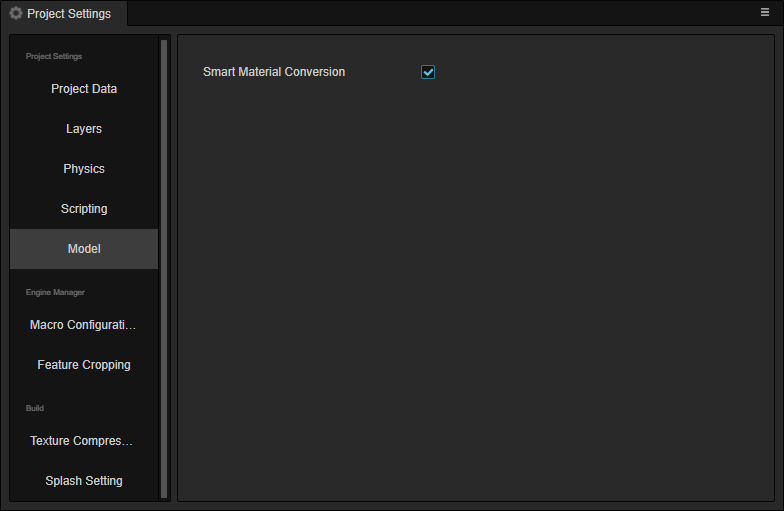 Project Settings
Project Settings
Project Data
Layers
Physics
Scripting
Model
Engine Manager
Macro Configurati...
Feature Cropping
Build
Texture Compres...
Splash Setting
Smart Material Conversion